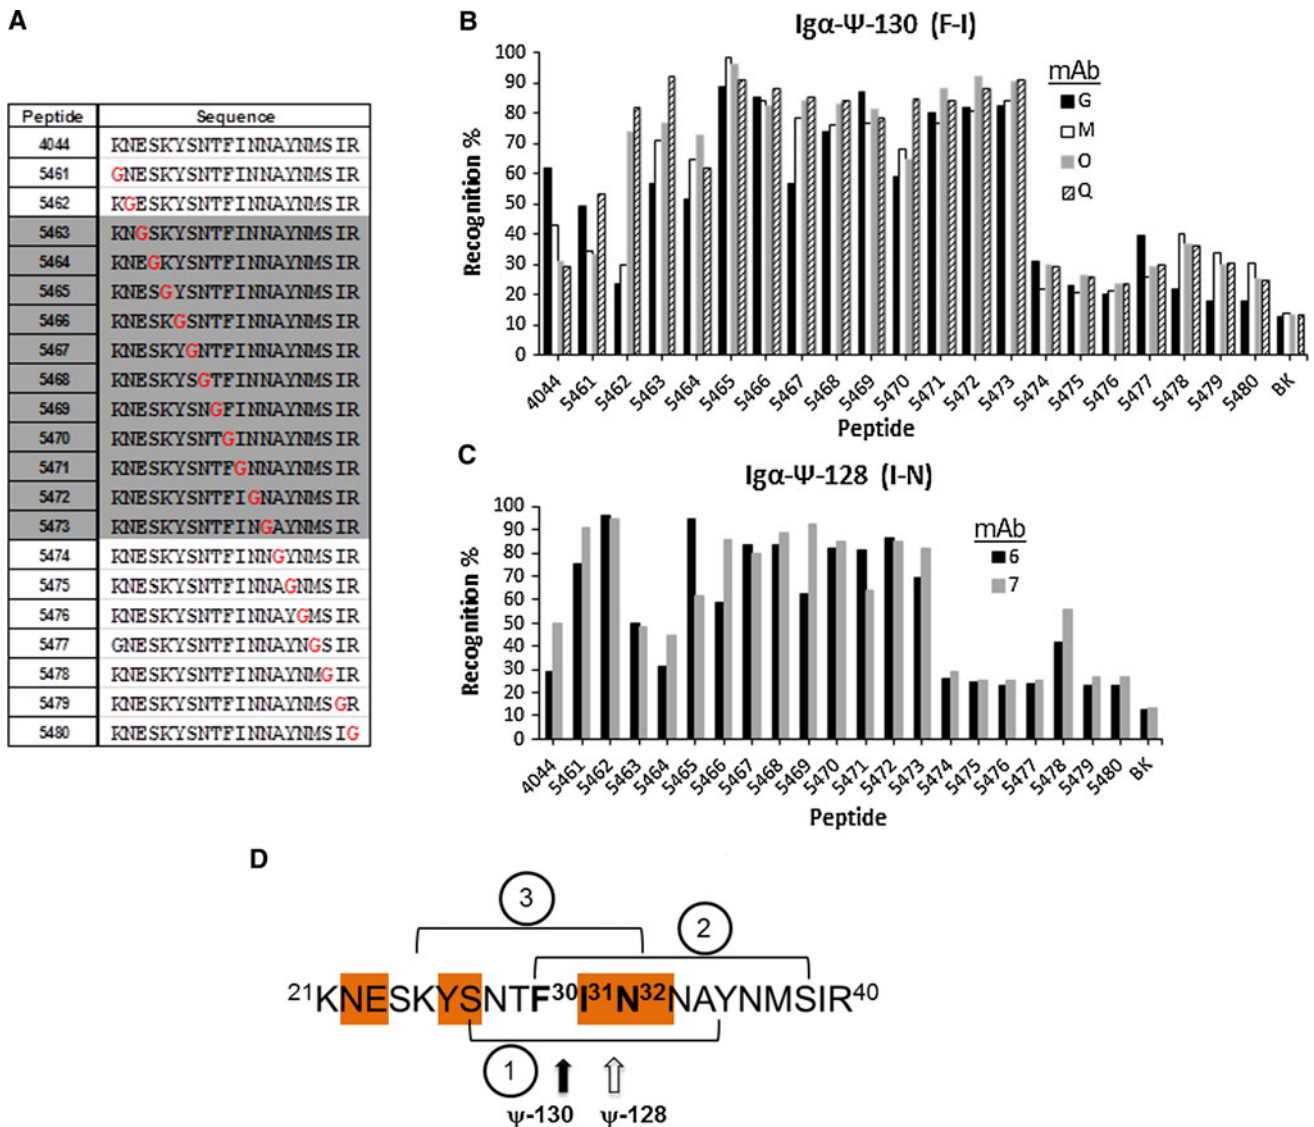 A
Peptide Sequence
4044 KNESKYSNTFINNAYNMSIR
5461 GNESKYSNTFINNAYNMSIR
5462 KGESKYSNTFINNAYNMSIR
5463 KNGSKYSNTFINNAYNMSIR
5464 KNEGKYSNTFINNAYNMSIR
5465 KNESGYSNTFINNAYNMSIR
5466 KNESKGSNTFINNAYNMSIR
5467 KNESKYGNTFINNAYNMSIR
5468 KNESKYSGTFINNAYNMSIR
5469 KNESKYSNGFINNAYNMSIR
5470 KNESKYSNTGINNAYNMSIR
5471 KNESKYSNTFGNNAYNMSIR
5472 KNESKYSNTFIGNAYNMSIR
5473 KNESKYSNTFINGAYNMSIR
5474 KNESKYSNTFINNGYNMSIR
5475 KNESKYSNTFINNAGNMSIR
5476 KNESKYSNTFINNAYGMSIR
5477 GNESKYSNTFINNAYNGSIR
5478 KNESKYSNTFINNAYNMGIR
5479 KNESKYSNTFINNAYNMSGR
5480 KNESKYSNTFINNAYNMSIG
B
Igα-Ψ-130 (F-I)
Recognition %
100
90
80
70
60
50
40
30
20
10
0
mAb
G
M
O
Q
4044 5461 5462 5463 5464 5465 5466 5467 5468 5469 5470 5471 5472 5473 5474 5475 5476 5477 5478 5479 5480 BK
Peptide
C
Igα-Ψ-128 (I-N)
Recognition %
100
90
80
70
60
50
40
30
20
10
0
mAb
6
7
4044 5461 5462 5463 5464 5465 5466 5467 5468 5469 5470 5471 5472 5473 5474 5475 5476 5477 5478 5479 5480 BK
Peptide
D
3
2
²¹KNESKYSNTF³⁰I³¹N³²NAYNMSIR⁴⁰
1
ψ-130 ψ-128